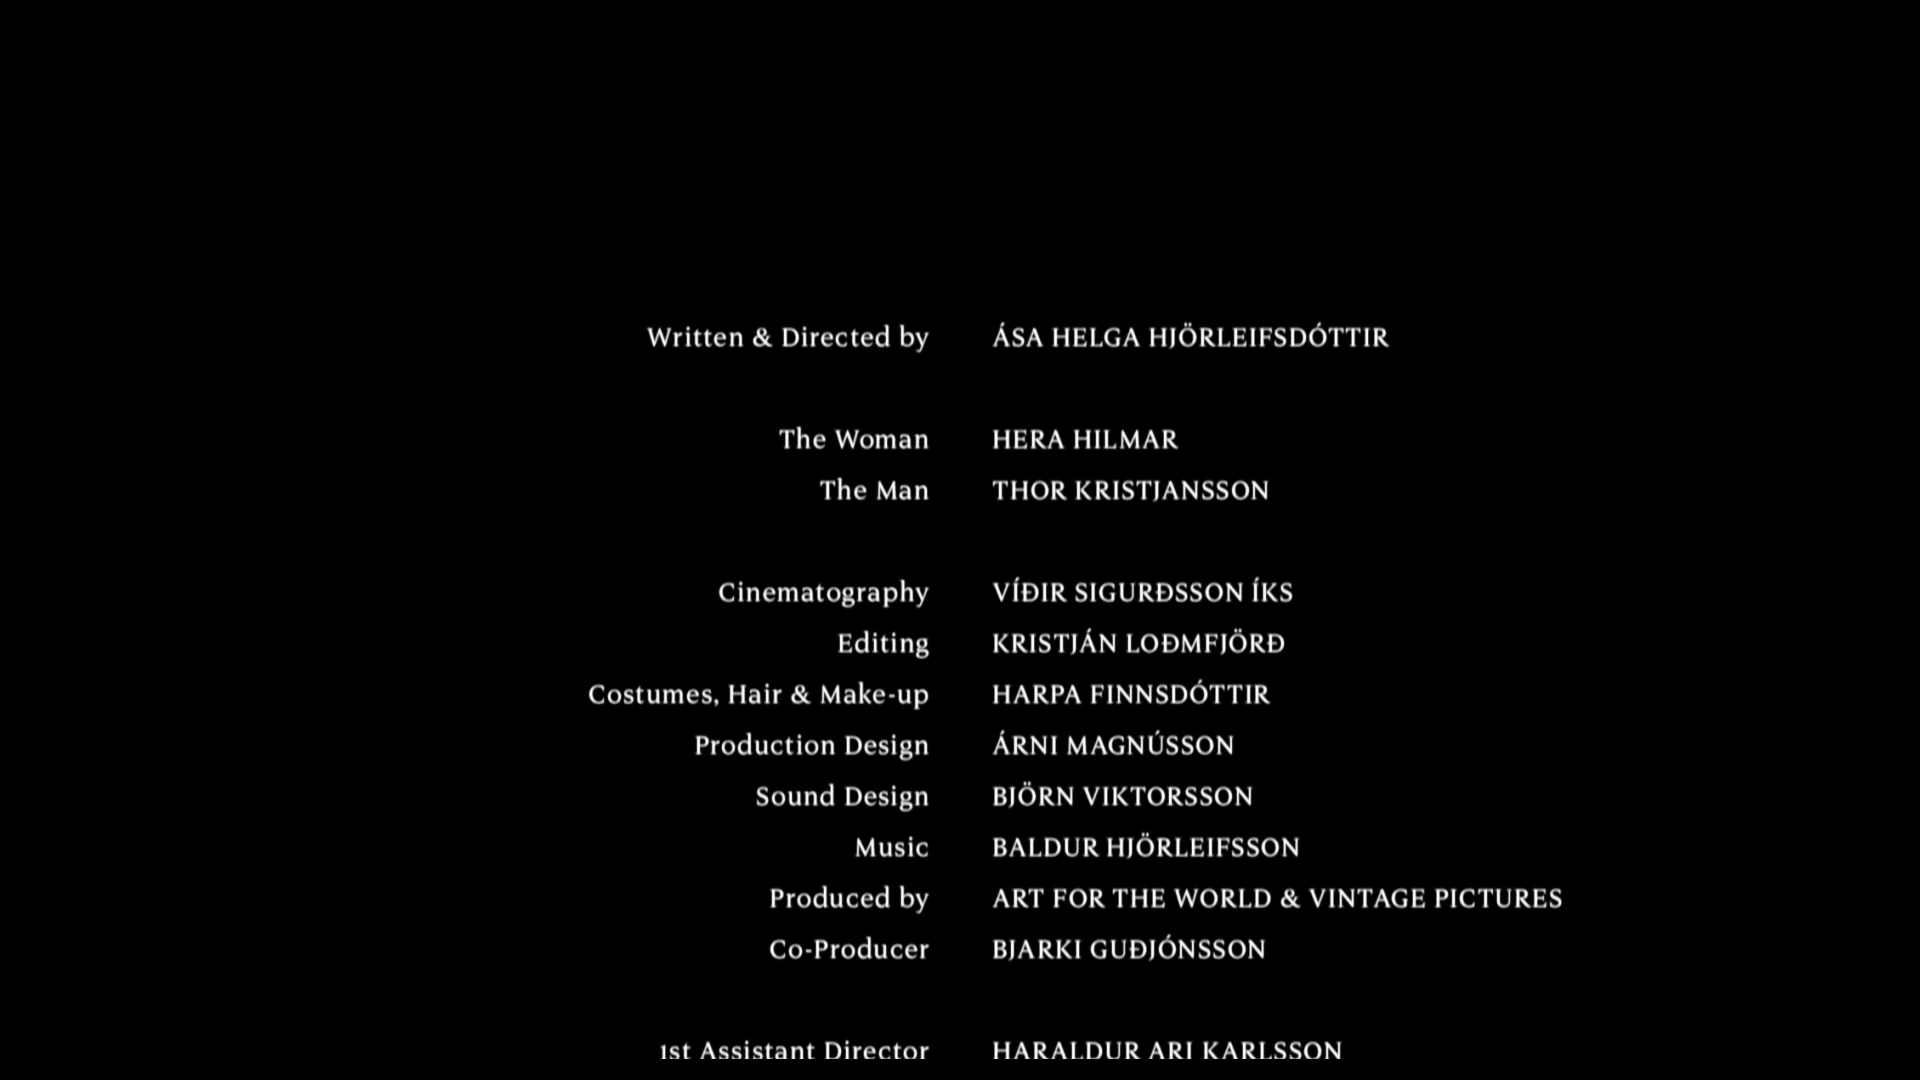 Written & Directed by ÁSA HELGA HJÖRLEIFSDÓTTIR
The Woman HERA HILMAR
The Man THOR KRISTJANSSON
Cinematography VÍÐIR SIGURÐSSON ÍKS
Editing KRISTJÁN LOÐMFJÖRÐ
Costumes, Hair & Make-up HARPA FINNSDÓTTIR
Production Design ÁRNI MAGNÚSSON
Sound Design BJÖRN VIKTORSSON
Music BALDUR HJÖRLEIFSSON
Produced by ART FOR THE WORLD & VINTAGE PICTURES
Co-Producer BJARKI GUÐJÓNSSON
1st Assistant Director HARALDUR ARI KARLSSON